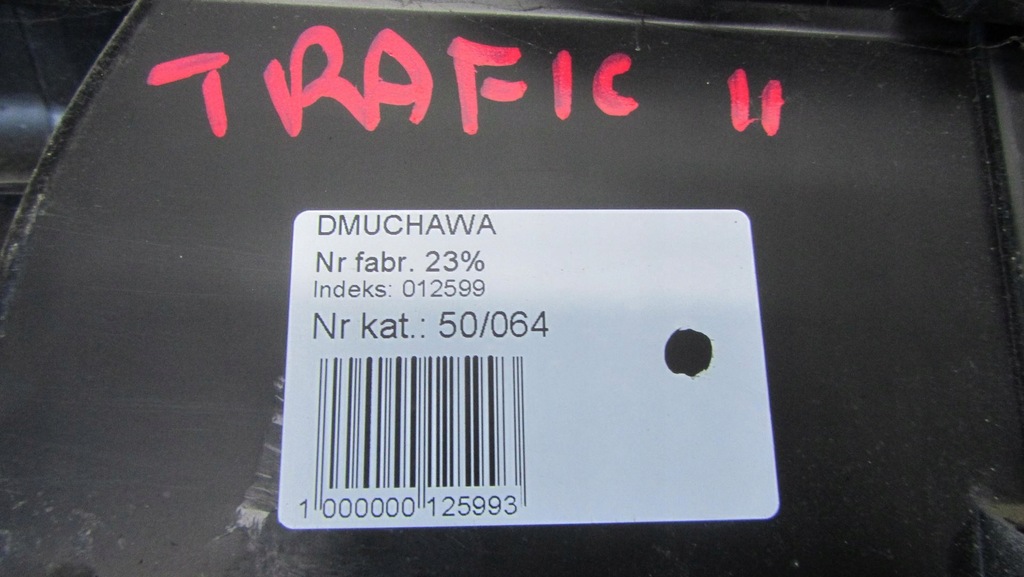 TRAFIC II
DMUCHAWA
Nr fabr. 23%
Indeks: 012599
Nr kat.: 50/064
1 000000 125993